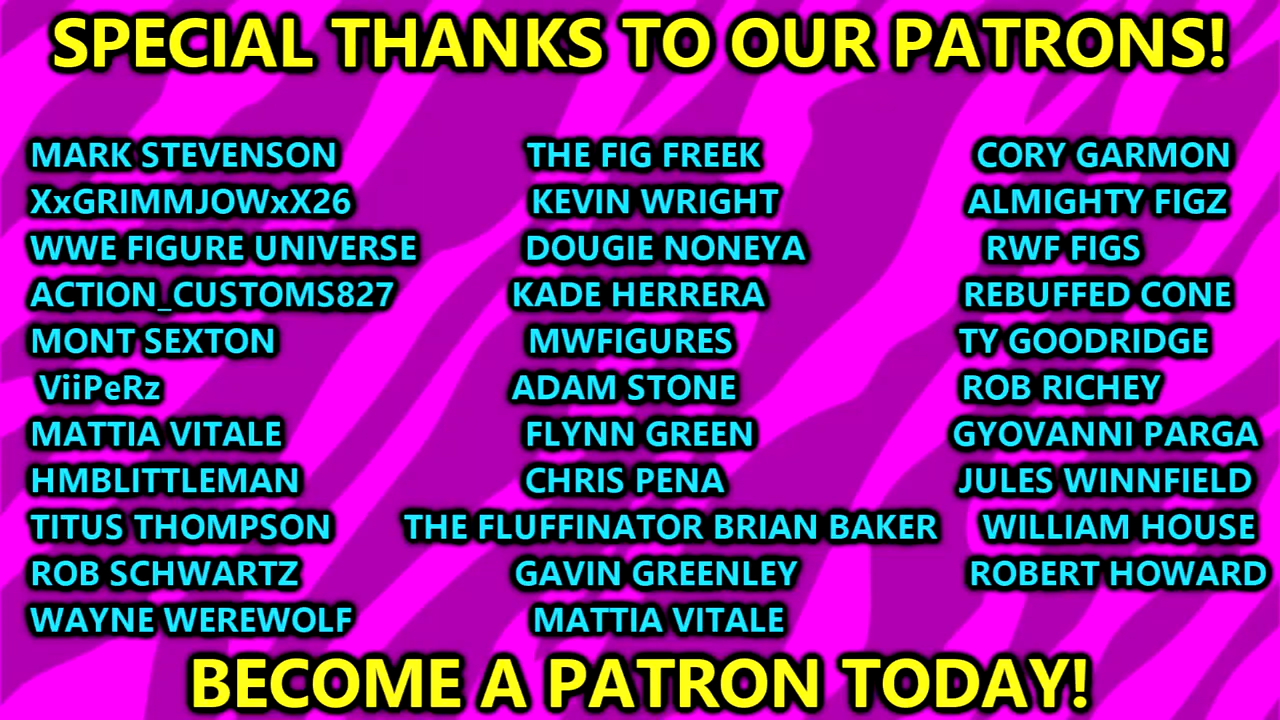 SPECIAL THANKS TO OUR PATRONS!
MARK STEVENSON THE FIG FREEK CORY GARMON
XxGRIMMJOWxX26 KEVIN WRIGHT ALMIGHTY FIGZ
WWE FIGURE UNIVERSE DOUGIE NONEYA RWF FIGS
ACTION_CUSTOMS827 KADE HERRERA REBUFFED CONE
MONT SEXTON MWFIGURES TY GOODRIDGE
ViiPeRz ADAM STONE ROB RICHEY
MATTIA VITALE FLYNN GREEN GYOVANNI PARGA
HMBLITTLEMAN CHRIS PENA JULES WINNFIELD
TITUS THOMPSON THE FLUFFINATOR BRIAN BAKER WILLIAM HOUSE
ROB SCHWARTZ GAVIN GREENLEY ROBERT HOWARD
WAYNE WEREWOLF MATTIA VITALE
BECOME A PATRON TODAY!